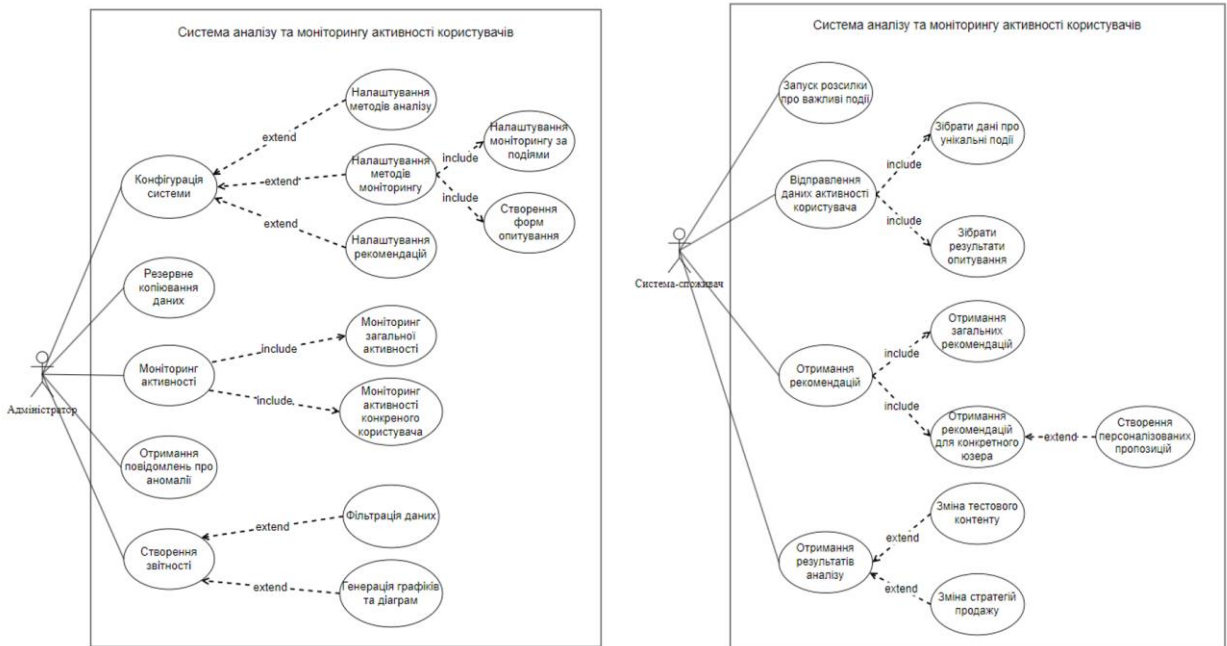 Система аналізу та моніторингу активності користувачів
Налаштування
методів аналізу
extend
Налаштування
моніторингу за
подіями
include
Конфігурація
системи
extend
Налаштування
методів
моніторингу
include
Створення
форм
опитування
extend
Налаштування
рекомендацій
Резервне
копіювання
даних
Моніторинг
загальної
активності
include
Моніторинг
активності
include
Моніторинг
активності
конкреного
користувача
Адміністратор
Отримання
повідомлень про
аномалії
Фільтрація даних
extend
Створення
звітності
extend
Генерація графіків
та діаграм
Система аналізу та моніторингу активності користувачів
Запуск розсилки
про важливі події
Зібрати дані про
унікальні події
include
Відправлення
даних активності
користувача
include
Зібрати
результати
опитування
Система-споживач
Отримання
загальних
рекомендацій
include
Отримання
рекомендацій
include
Отримання
рекомендацій
для конкретного
юзера
extend
Створення
персоналізованих
пропозицій
Зміна тестового
контенту
extend
Отримання
результатів
аналізу
extend
Зміна стратегій
продажу